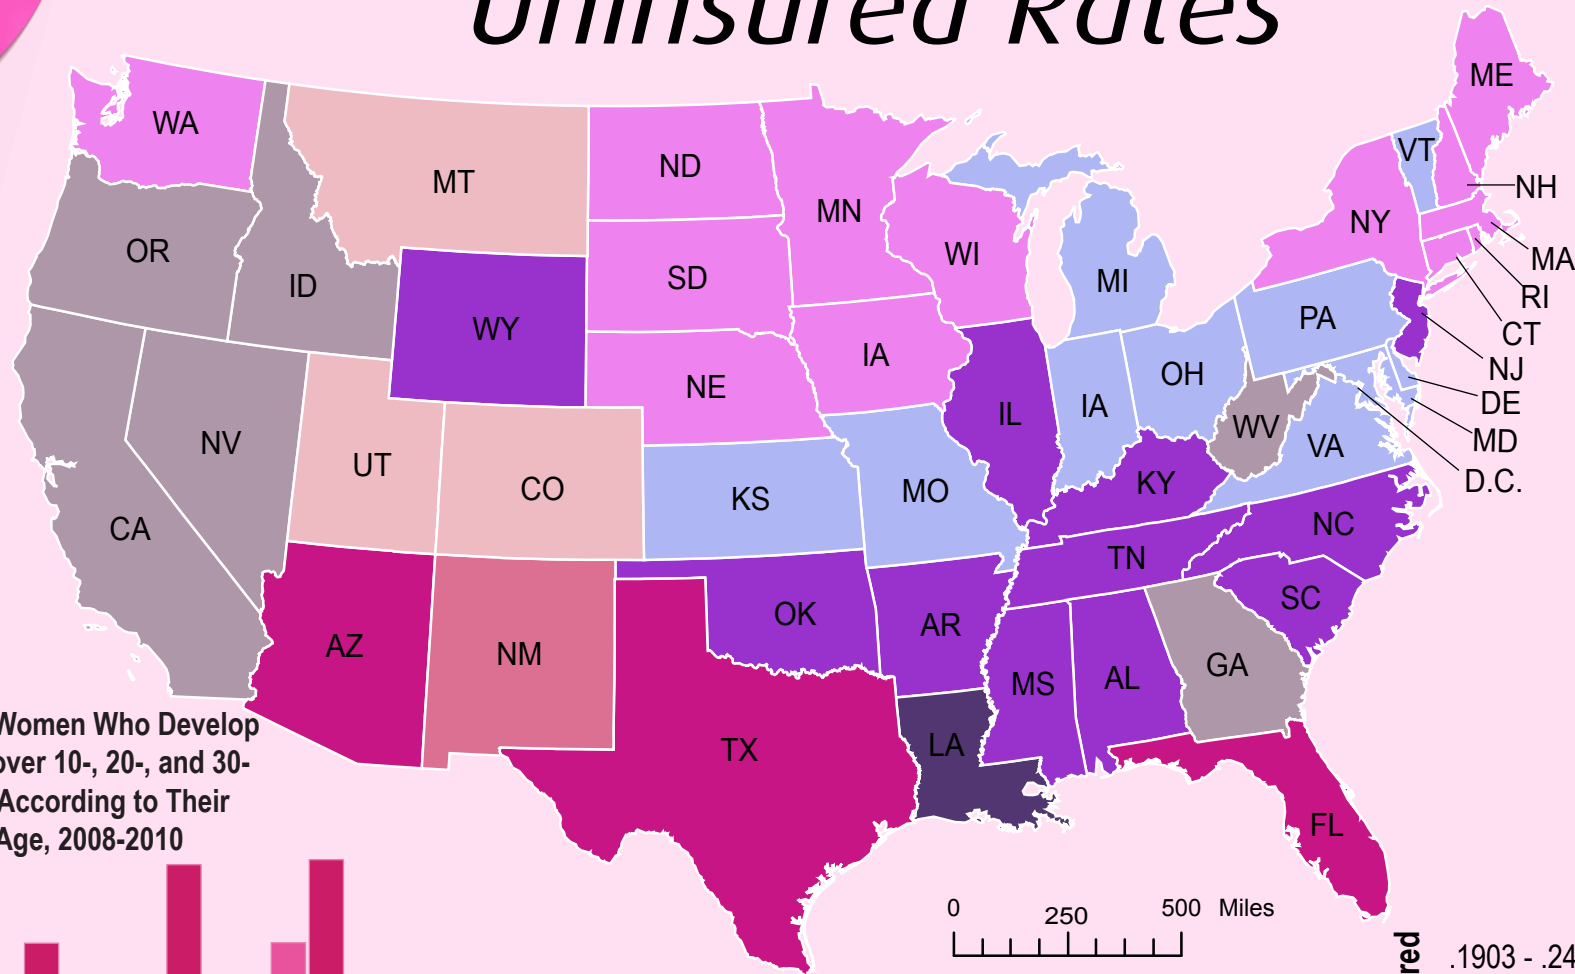 Uninsured Rates
WA
MT
ND
MN
ME
VT
NH
OR
ID
SD
WI
NY
MA
MI
RI
WY
PA
CT
IA
NE
OH
NJ
DE
NV
UT
CO
IL
IA
WV
VA
MD
KS
MO
KY
D.C.
CA
NC
TN
OK
AR
SC
AZ
NM
MS
AL
GA
TX
LA
FL
Women Who Develop
over 10-, 20-, and 30-
According to Their
Age, 2008-2010
0 250 500 Miles
red
.1903 - .24